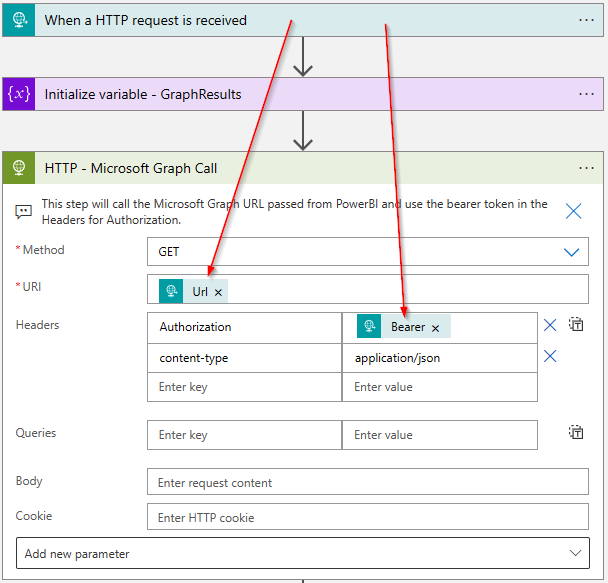 When a HTTP request is received
{x} Initialize variable - GraphResults
HTTP - Microsoft Graph Call
This step will call the Microsoft Graph URL passed from PowerBI and use the bearer token in the
Headers for Authorization.
* Method GET
* URI Url
Headers Authorization Bearer
content-type application/json
Enter key Enter value
Queries Enter key Enter value
Body Enter request content
Cookie Enter HTTP cookie
Add new parameter